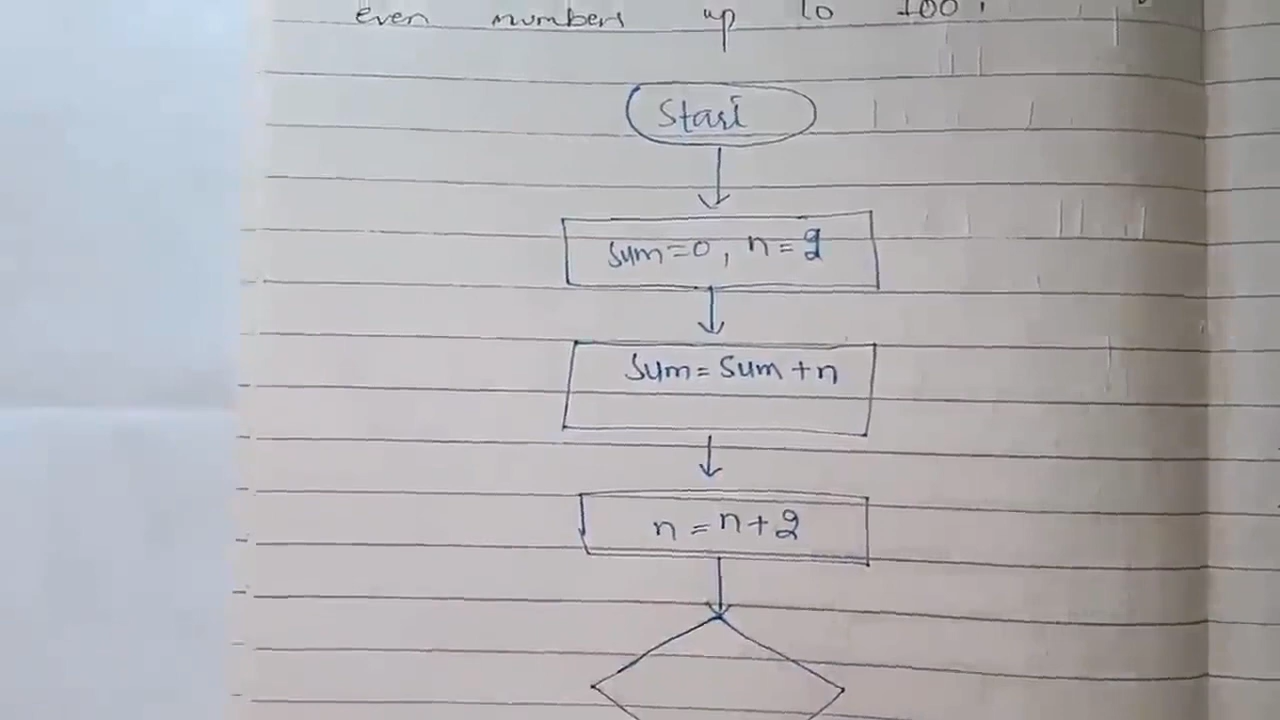 even numbers up to 100.
Start
Sum=0, n=2
Sum=Sum+n
n=n+2